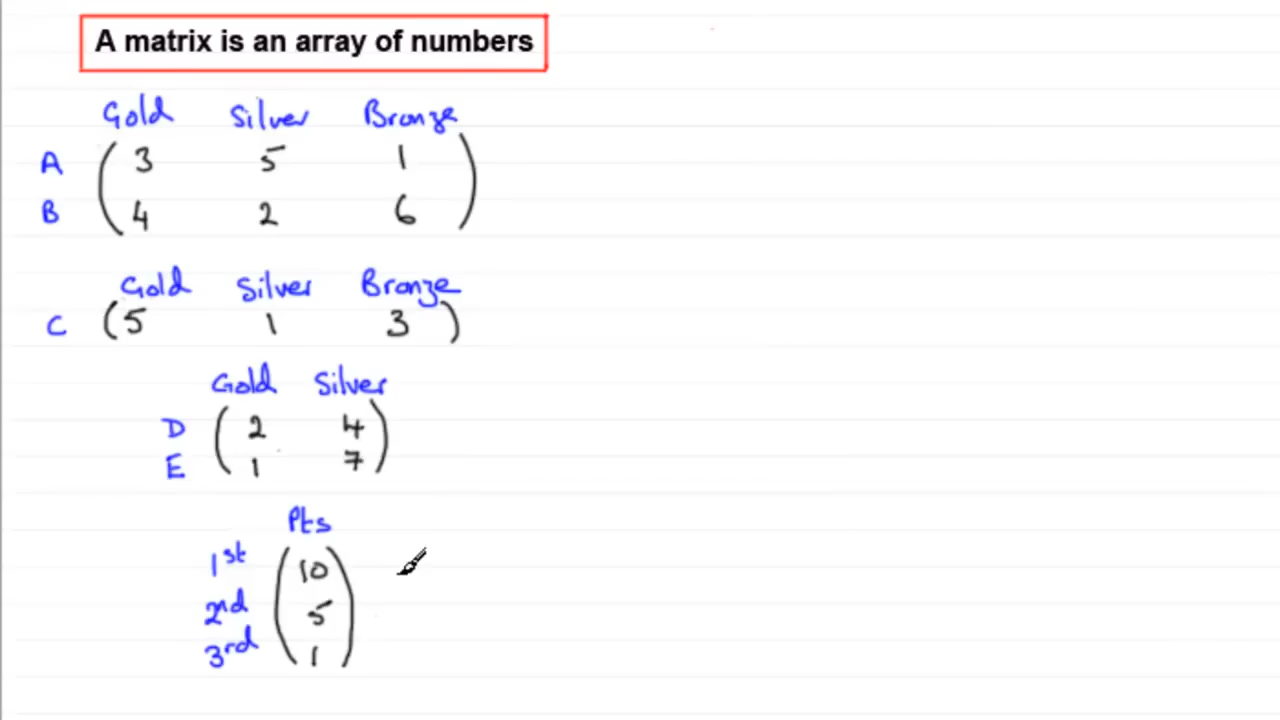 A matrix is an array of numbers
Gold Silver Bronze
A ( 3 5 1 )
B ( 4 2 6 )
Gold Silver Bronze
C ( 5 1 3 )
Gold Silver
D ( 2 4 )
E ( 1 7 )
Pts
1st ( 10 )
2nd ( 5 )
3rd ( 1 )